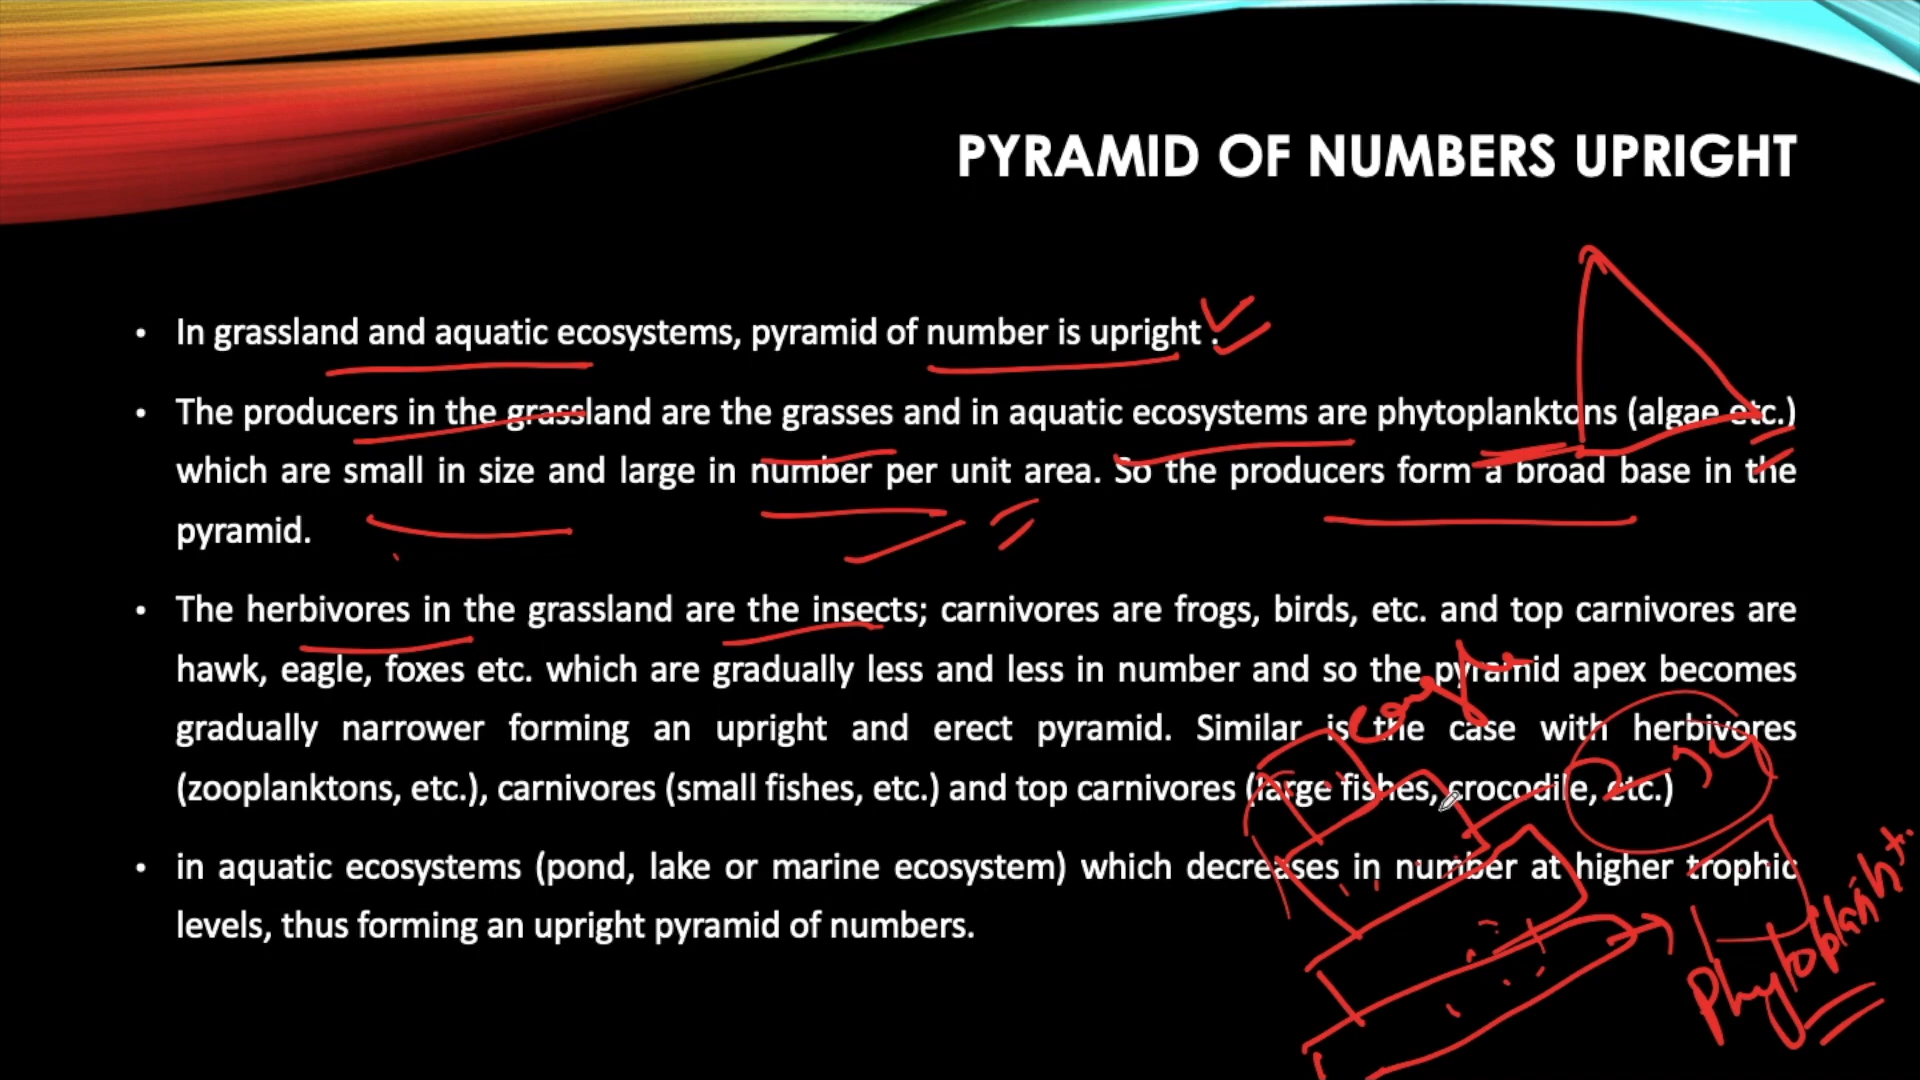 PYRAMID OF NUMBERS UPRIGHT
• In grassland and aquatic ecosystems, pyramid of number is upright .
• The producers in the grassland are the grasses and in aquatic ecosystems are phytoplanktons (algae etc.)
which are small in size and large in number per unit area. So the producers form a broad base in the
pyramid.
• The herbivores in the grassland are the insects; carnivores are frogs, birds, etc. and top carnivores are
hawk, eagle, foxes etc. which are gradually less and less in number and so the pyramid apex becomes
gradually narrower forming an upright and erect pyramid. Similar is the case with herbivores
(zooplanktons, etc.), carnivores (small fishes, etc.) and top carnivores (large fishes, crocodile, etc.)
• in aquatic ecosystems (pond, lake or marine ecosystem) which decreases in number at higher trophic
levels, thus forming an upright pyramid of numbers.